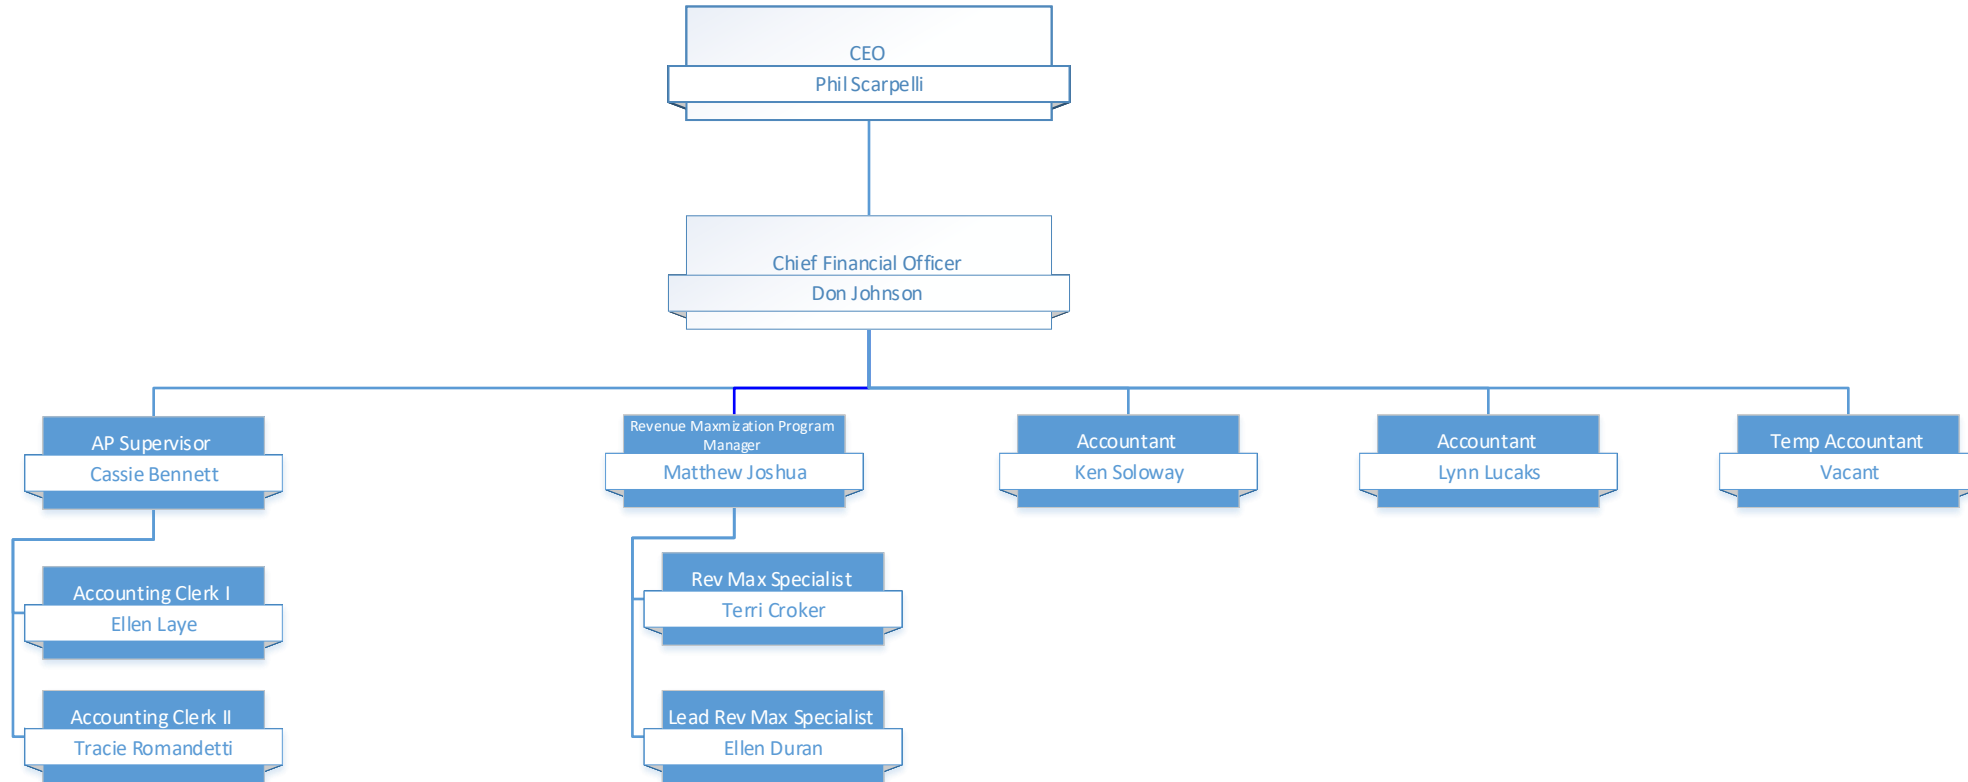 CEO
Phil Scarpelli
Chief Financial Officer
Don Johnson
AP Supervisor
Cassie Bennett
Revenue Maxmization Program
Manager
Matthew Joshua
Accountant
Ken Soloway
Accountant
Lynn Lucaks
Temp Accountant
Vacant
Accounting Clerk I
Ellen Laye
Rev Max Specialist
Terri Croker
Accounting Clerk II
Tracie Romandetti
Lead Rev Max Specialist
Ellen Duran